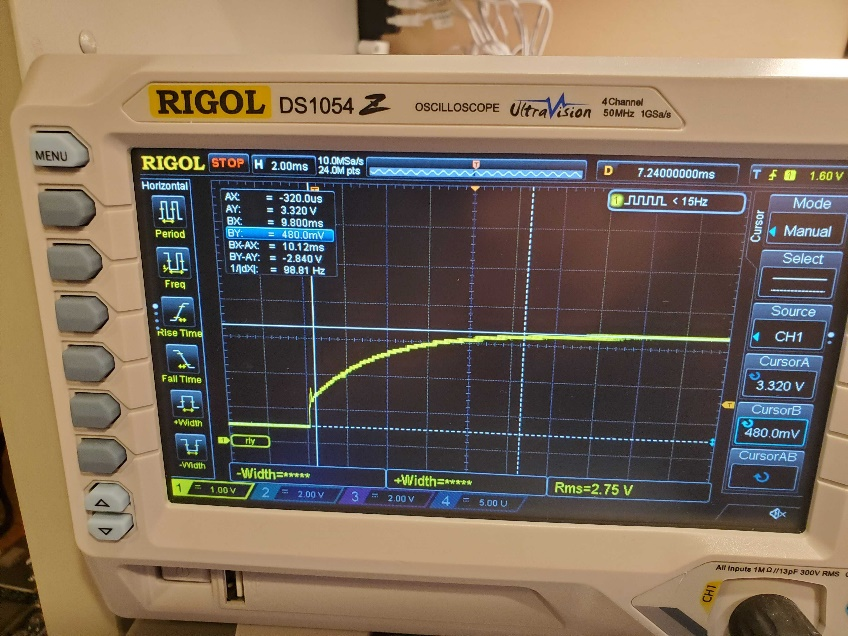 RIGOL DS1054 Z OSCILLOSCOPE UltraVision 4 Channel
50MHz 1GSa/s
MENU
RIGOL STOP H 2.00ms 10.0MSa/s
24.0M pts
D 7.24000000ms T 1 1.60 V
Horizontal
Period
Freq
Rise Time
Fall Time
+Width
-Width
AX: = -320.0us
AY: = 3.320 V
BX: = 9.800ms
BY: = 480.0mV
BX-AX: = 10.12ms
BY-AY: = -2.840 V
1/|dX|: = 98.81 Hz
1 < 15Hz
T
1 rly
-Width=***** +Width=***** Rms=2.75 V
1 = 1.00 V 2 = 2.00 V 3 = 2.00 V 4 = 5.00 U
Cursor
Mode
Manual
Select
Source
CH1
CursorA
3.320 V
CursorB
480.0mV
CursorAB
All inputs 1MΩ//13pF 300V RMS
CH1